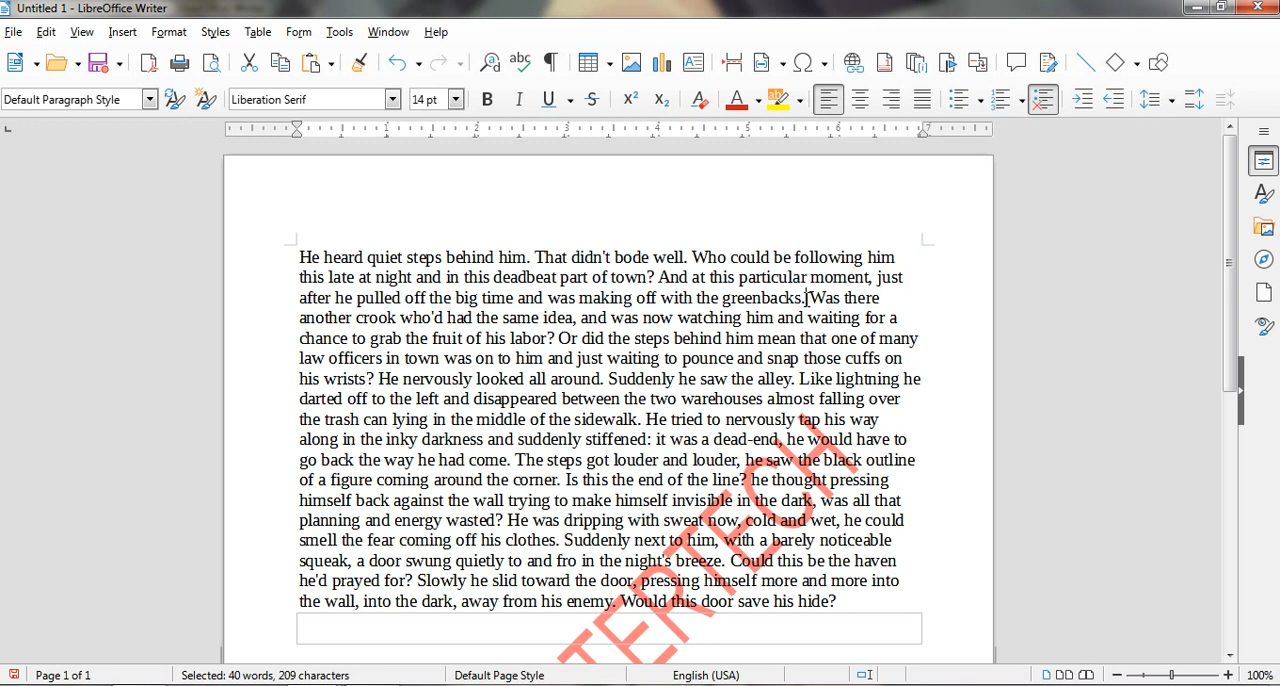 Untitled 1 - LibreOffice Writer
File Edit View Insert Format Styles Table Form Tools Window Help
Default Paragraph Style Liberation Serif 14 pt
1 2 3 4 5 6 7
He heard quiet steps behind him. That didn't bode well. Who could be following him
this late at night and in this deadbeat part of town? And at this particular moment, just
after he pulled off the big time and was making off with the greenbacks. Was there
another crook who'd had the same idea, and was now watching him and waiting for a
chance to grab the fruit of his labor? Or did the steps behind him mean that one of many
law officers in town was on to him and just waiting to pounce and snap those cuffs on
his wrists? He nervously looked all around. Suddenly he saw the alley. Like lightning he
darted off to the left and disappeared between the two warehouses almost falling over
the trash can lying in the middle of the sidewalk. He tried to nervously tap his way
along in the inky darkness and suddenly stiffened: it was a dead-end, he would have to
go back the way he had come. The steps got louder and louder, he saw the black outline
of a figure coming around the corner. Is this the end of the line? he thought pressing
himself back against the wall trying to make himself invisible in the dark, was all that
planning and energy wasted? He was dripping with sweat now, cold and wet, he could
smell the fear coming off his clothes. Suddenly next to him, with a barely noticeable
squeak, a door swung quietly to and fro in the night's breeze. Could this be the haven
he'd prayed for? Slowly he slid toward the door, pressing himself more and more into
the wall, into the dark, away from his enemy. Would this door save his hide?
TERTECH
Page 1 of 1 Selected: 40 words, 209 characters Default Page Style English (USA) 100%